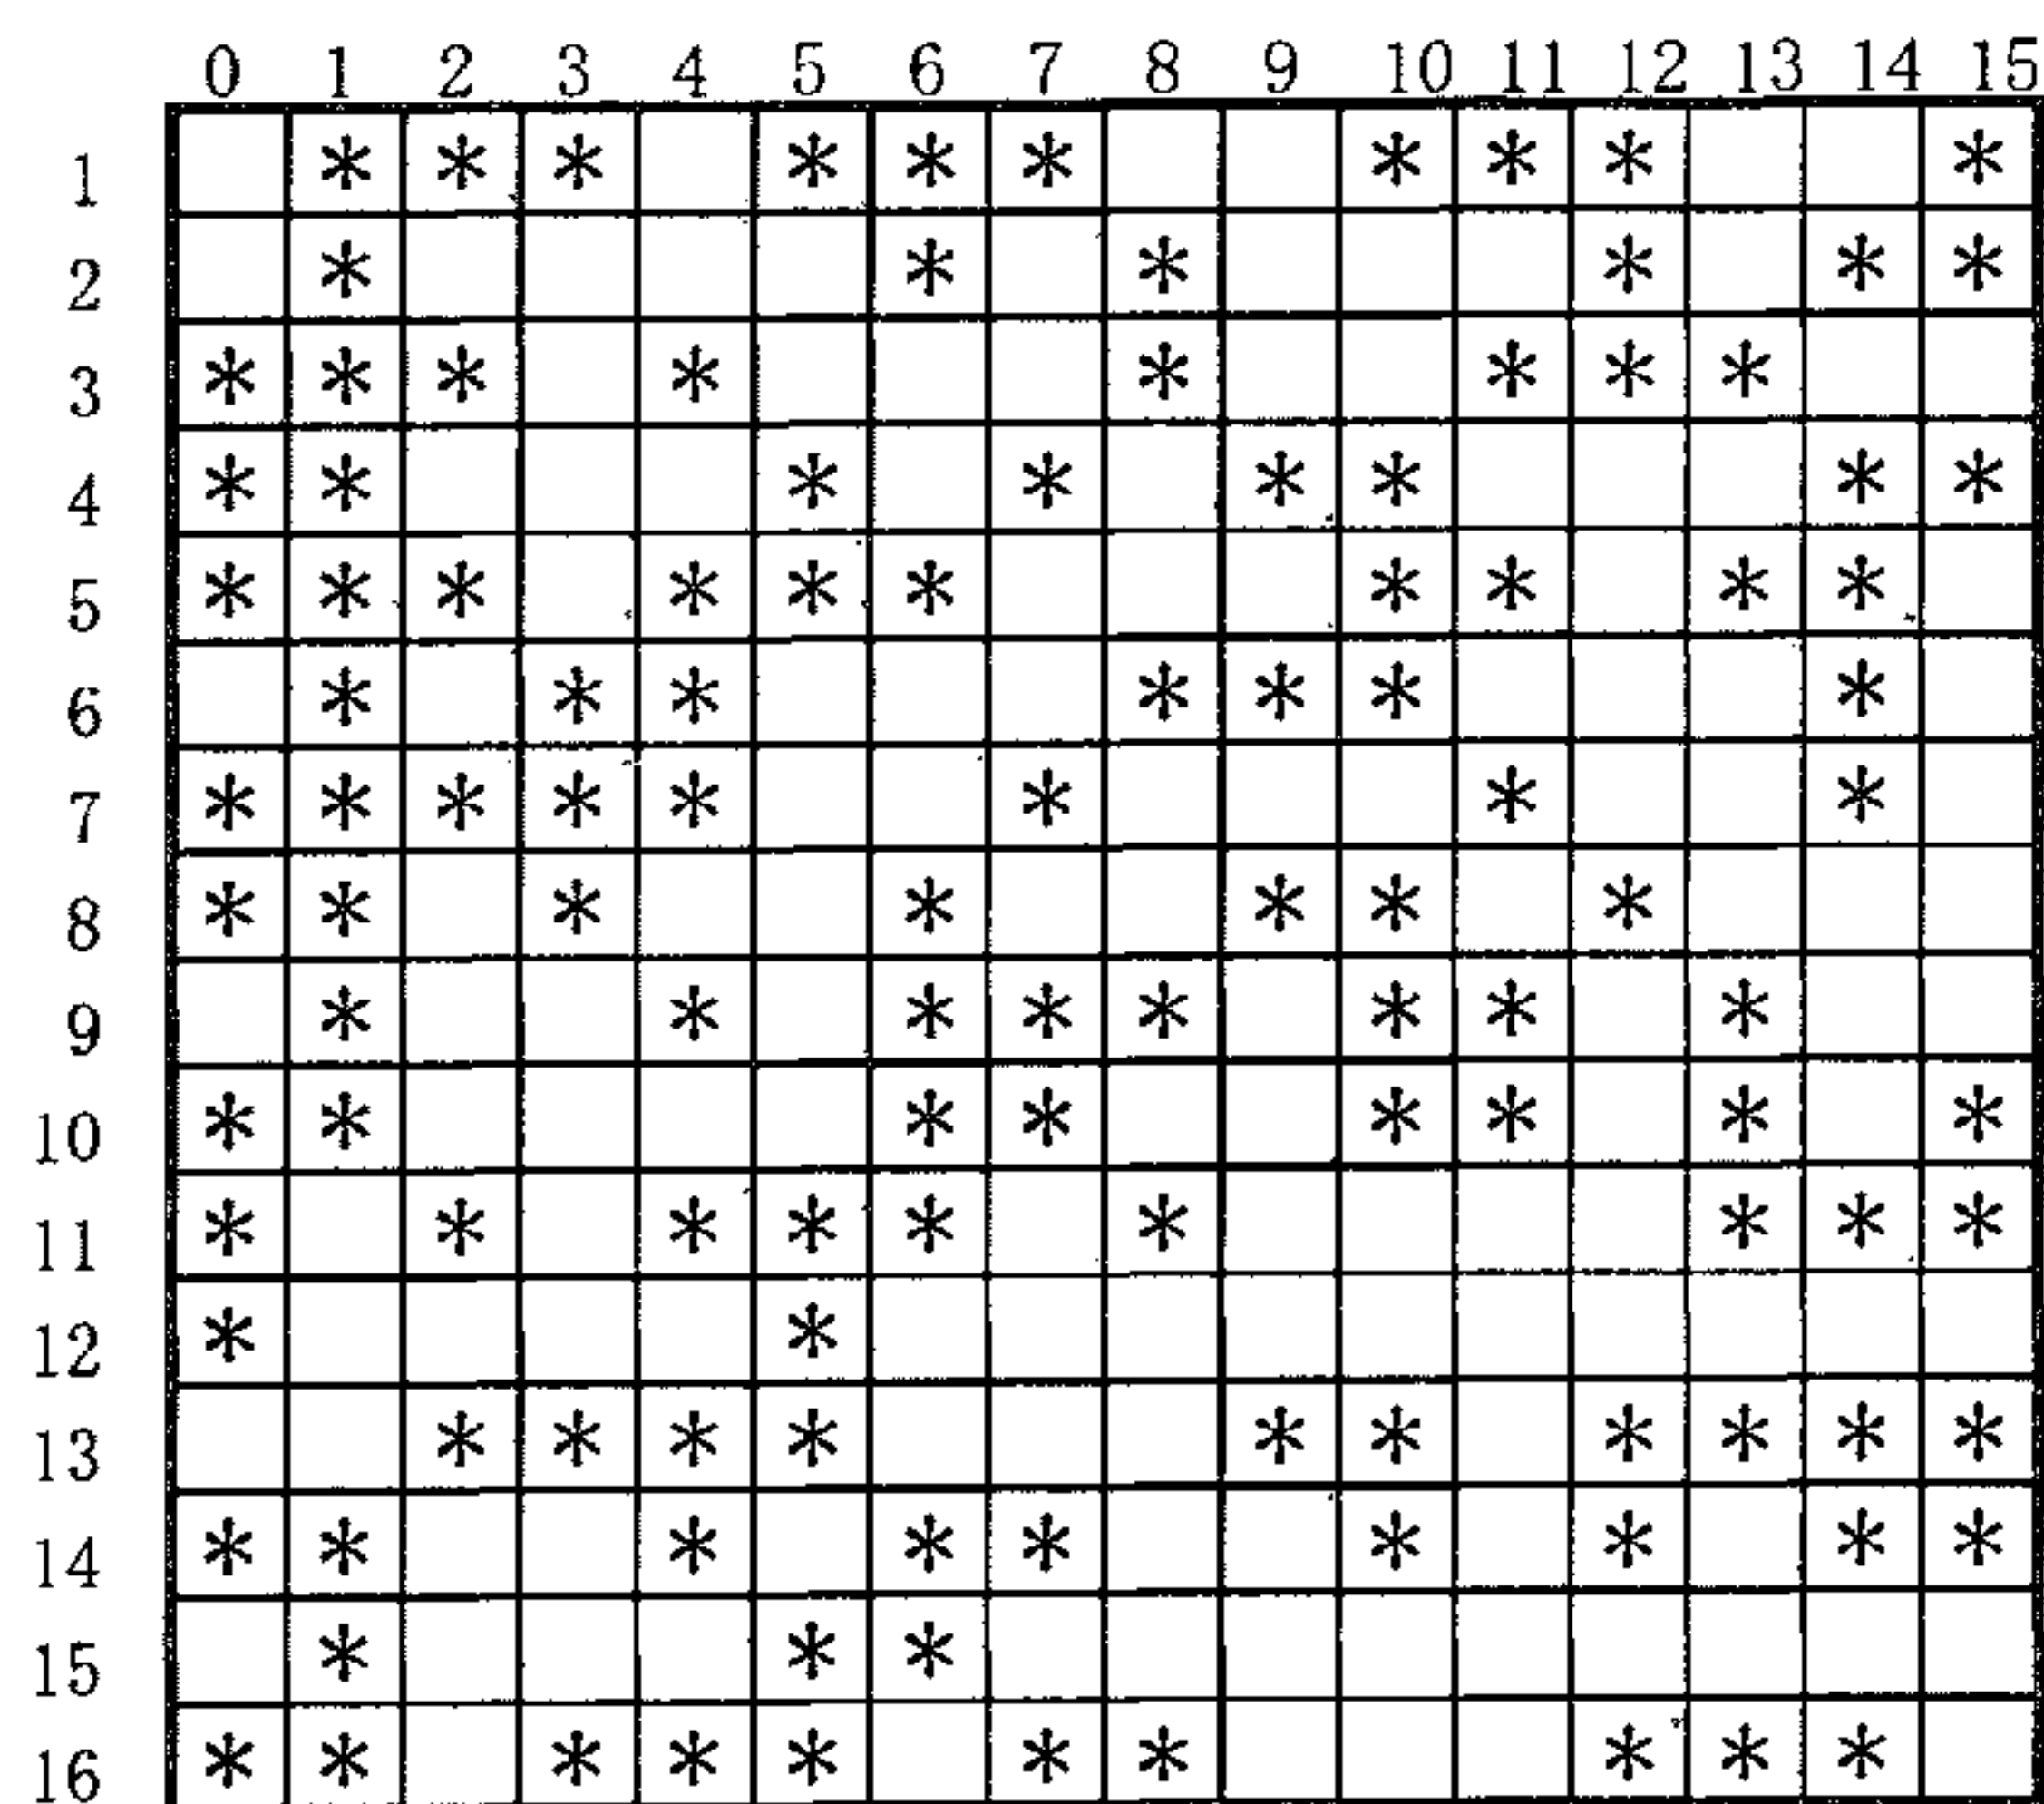 0 1 2 3 4 5 6 7 8 9 10 11 12 13 14 15
1 * * * * * * * * * *
2 * * * * * *
3 * * * * * * * *
4 * * * * * * * *
5 * * * * * * * * * *
6 * * * * * * *
7 * * * * * * * *
8 * * * * * * *
9 * * * * * * * *
10 * * * * * * * *
11 * * * * * * * * *
12 * *
13 * * * * * * * * * *
14 * * * * * * * * *
15 * * *
16 * * * * * * * * * *